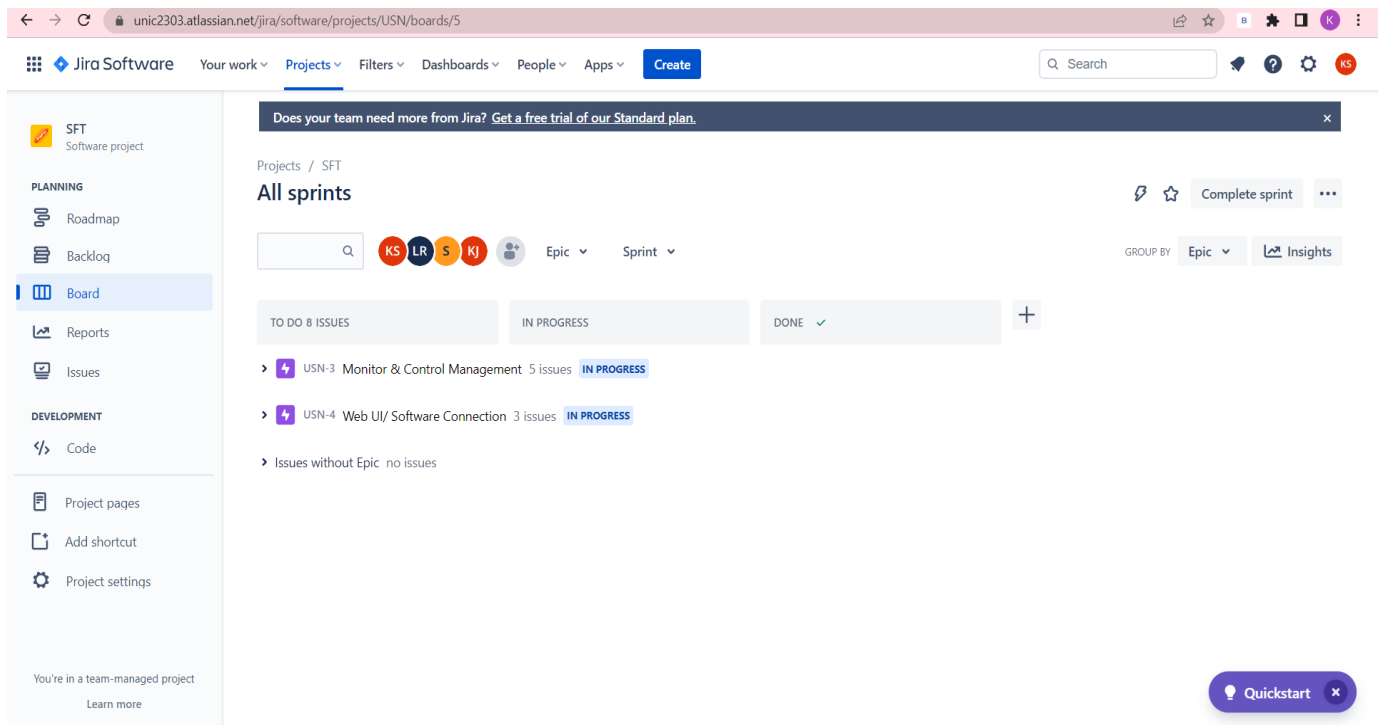 unic2303.atlassian.net/jira/software/projects/USN/boards/5
B
K
Jira Software Your work Projects Filters Dashboards People Apps Create Search ? KS
Does your team need more from Jira? Get a free trial of our Standard plan.
SFT
Software project
Projects / SFT
All sprints
Complete sprint
PLANNING
Roadmap
Backlog
Board
Reports
Issues
DEVELOPMENT
Code
Project pages
Add shortcut
Project settings
You're in a team-managed project
Learn more
KS LR S KJ Epic Sprint GROUP BY Epic Insights
TO DO 8 ISSUES IN PROGRESS DONE
USN-3 Monitor & Control Management 5 issues IN PROGRESS
USN-4 Web UI/ Software Connection 3 issues IN PROGRESS
Issues without Epic no issues
Quickstart